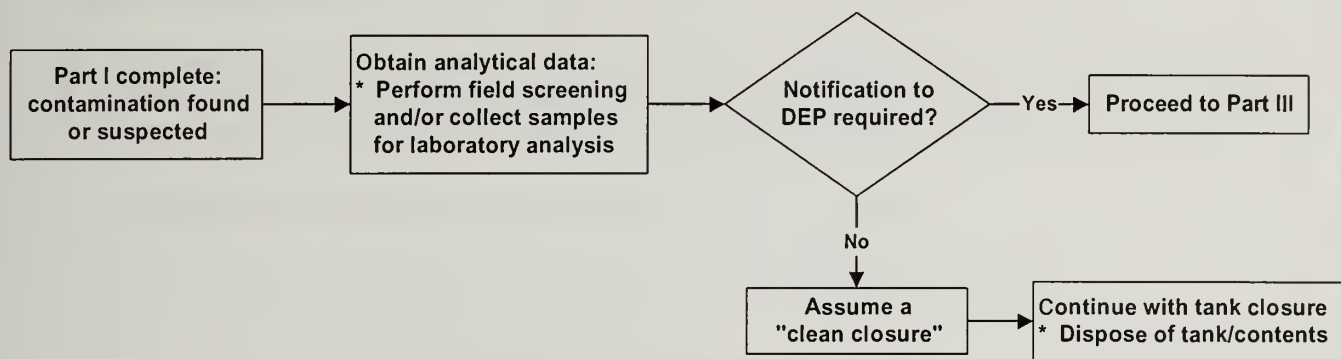 Part I complete:
contamination found
or suspected
Obtain analytical data:
* Perform field screening
and/or collect samples
for laboratory analysis
Notification to
DEP required?
Yes
Proceed to Part III
No
Assume a
"clean closure"
Continue with tank closure
* Dispose of tank/contents